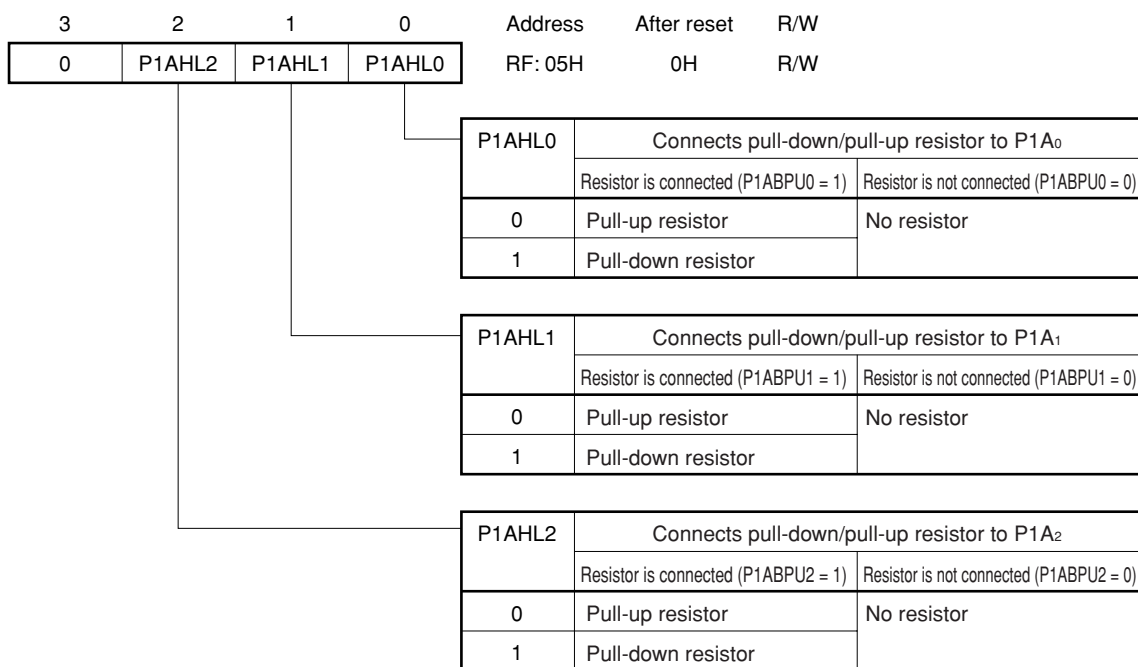 3 2 1 0 Address After reset R/W
0 P1AHL2 P1AHL1 P1AHL0 RF: 05H 0H R/W
P1AHL0 Connects pull-down/pull-up resistor to P1A₀
Resistor is connected (P1ABPU0 = 1) Resistor is not connected (P1ABPU0 = 0)
0 Pull-up resistor No resistor
1 Pull-down resistor
P1AHL1 Connects pull-down/pull-up resistor to P1A₁
Resistor is connected (P1ABPU1 = 1) Resistor is not connected (P1ABPU1 = 0)
0 Pull-up resistor No resistor
1 Pull-down resistor
P1AHL2 Connects pull-down/pull-up resistor to P1A₂
Resistor is connected (P1ABPU2 = 1) Resistor is not connected (P1ABPU2 = 0)
0 Pull-up resistor No resistor
1 Pull-down resistor